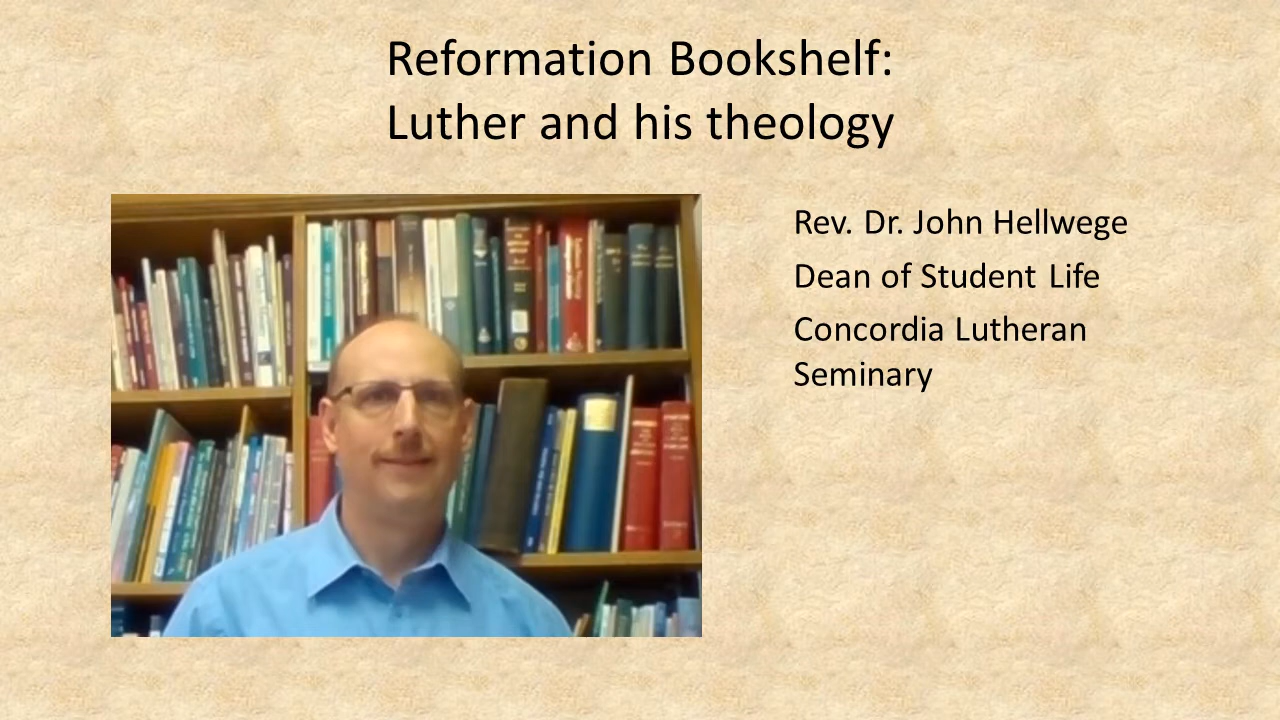 Reformation Bookshelf:
Luther and his theology
Rev. Dr. John Hellwege
Dean of Student Life
Concordia Lutheran
Seminary